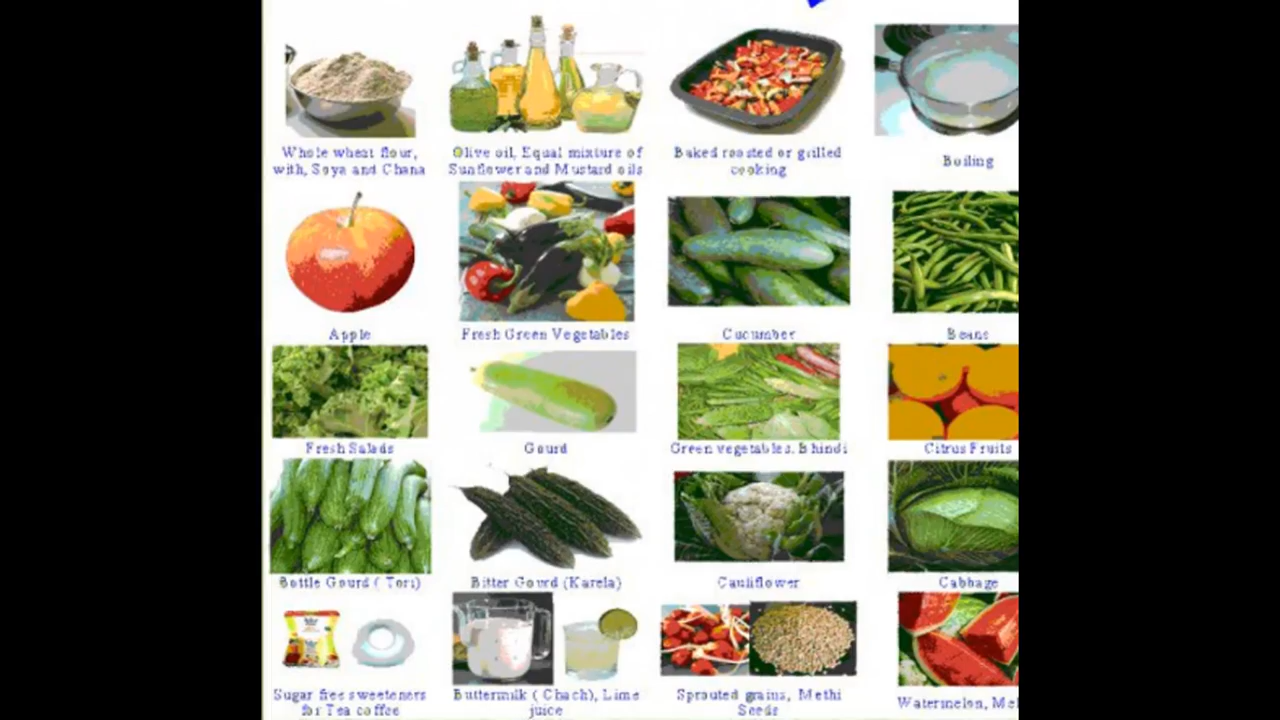 Whole wheat flour,
with, Soya and Chana
Olive oil, Equal mixture of
Sunflower and Mustard oils
Baked roasted or grilled
cooking
Boiling
Apple
Fresh Green Vegetables
Cucumber
Beans
Fresh Salads
Gourd
Green vegetables. Bhindi
Citrus Fruits
Bottle Gourd ( Tori)
Bitter Gourd (Karela)
Cauliflower
Cabbage
Sugar free sweeteners
for Tea coffee
Buttermilk ( Chach), Lime
juice
Sprouted grains, Methi
Seeds
Watermelon, Me